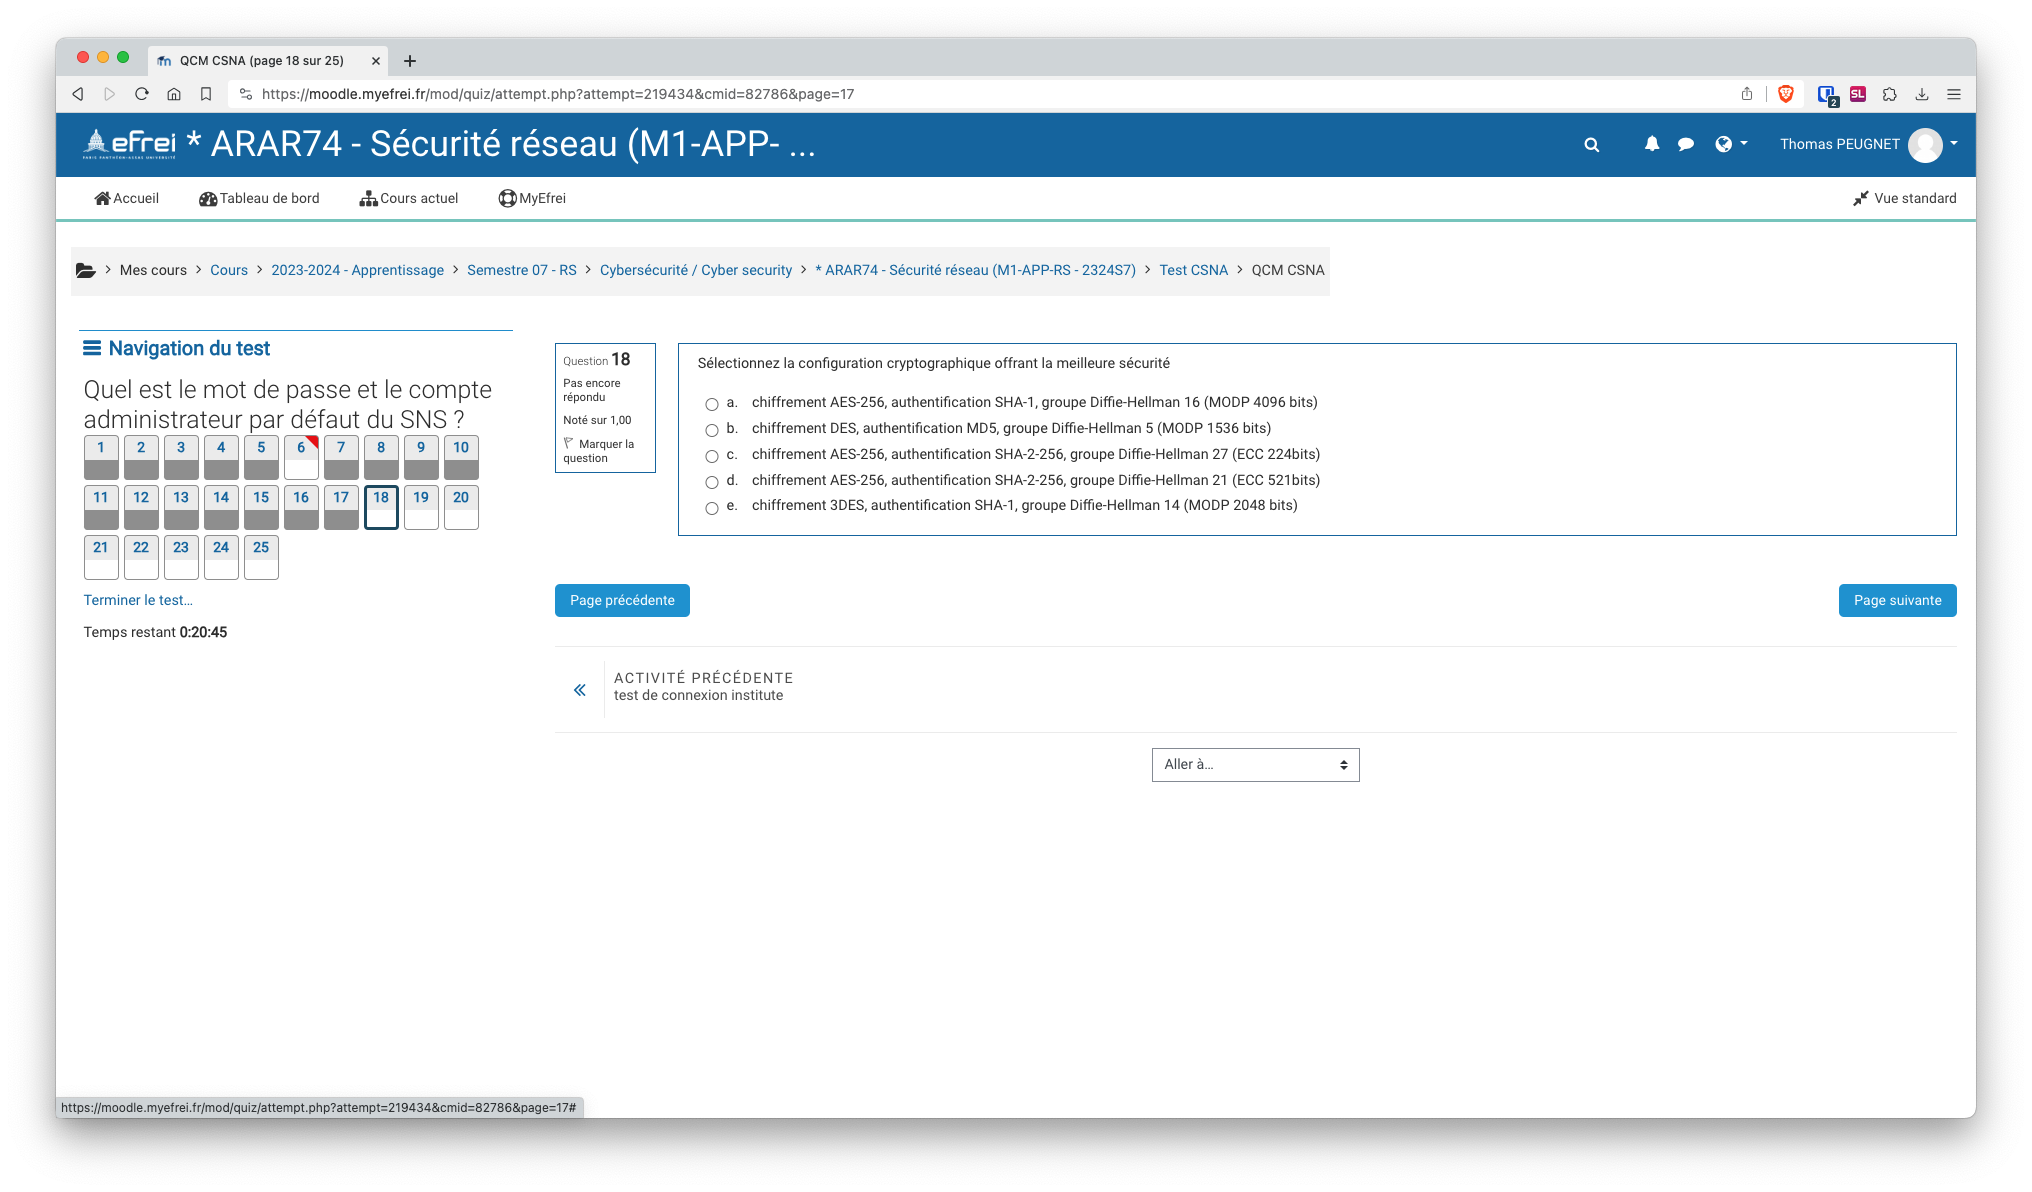 QCM CSNA (page 18 sur 25)
https://moodle.myefrei.fr/mod/quiz/attempt.php?attempt=219434&cmid=82786&page=17
2
SL
efrei
PARIS PANTHÉON-ASSAS UNIVERSITÉ
* ARAR74 - Sécurité réseau (M1-APP- ...
Thomas PEUGNET
Accueil
Tableau de bord
Cours actuel
MyEfrei
Vue standard
Mes cours > Cours > 2023-2024 - Apprentissage > Semestre 07 - RS > Cybersécurité / Cyber security > * ARAR74 - Sécurité réseau (M1-APP-RS - 2324S7) > Test CSNA > QCM CSNA
Navigation du test
Quel est le mot de passe et le compte
administrateur par défaut du SNS ?
1 2 3 4 5 6 7 8 9 10
11 12 13 14 15 16 17 18 19 20
21 22 23 24 25
Terminer le test...
Temps restant 0:20:45
Question 18
Pas encore
répondu
Noté sur 1,00
Marquer la
question
Sélectionnez la configuration cryptographique offrant la meilleure sécurité
a. chiffrement AES-256, authentification SHA-1, groupe Diffie-Hellman 16 (MODP 4096 bits)
b. chiffrement DES, authentification MD5, groupe Diffie-Hellman 5 (MODP 1536 bits)
c. chiffrement AES-256, authentification SHA-2-256, groupe Diffie-Hellman 27 (ECC 224bits)
d. chiffrement AES-256, authentification SHA-2-256, groupe Diffie-Hellman 21 (ECC 521bits)
e. chiffrement 3DES, authentification SHA-1, groupe Diffie-Hellman 14 (MODP 2048 bits)
Page précédente
Page suivante
ACTIVITÉ PRÉCÉDENTE
test de connexion institute
Aller à...
https://moodle.myefrei.fr/mod/quiz/attempt.php?attempt=219434&cmid=82786&page=17#